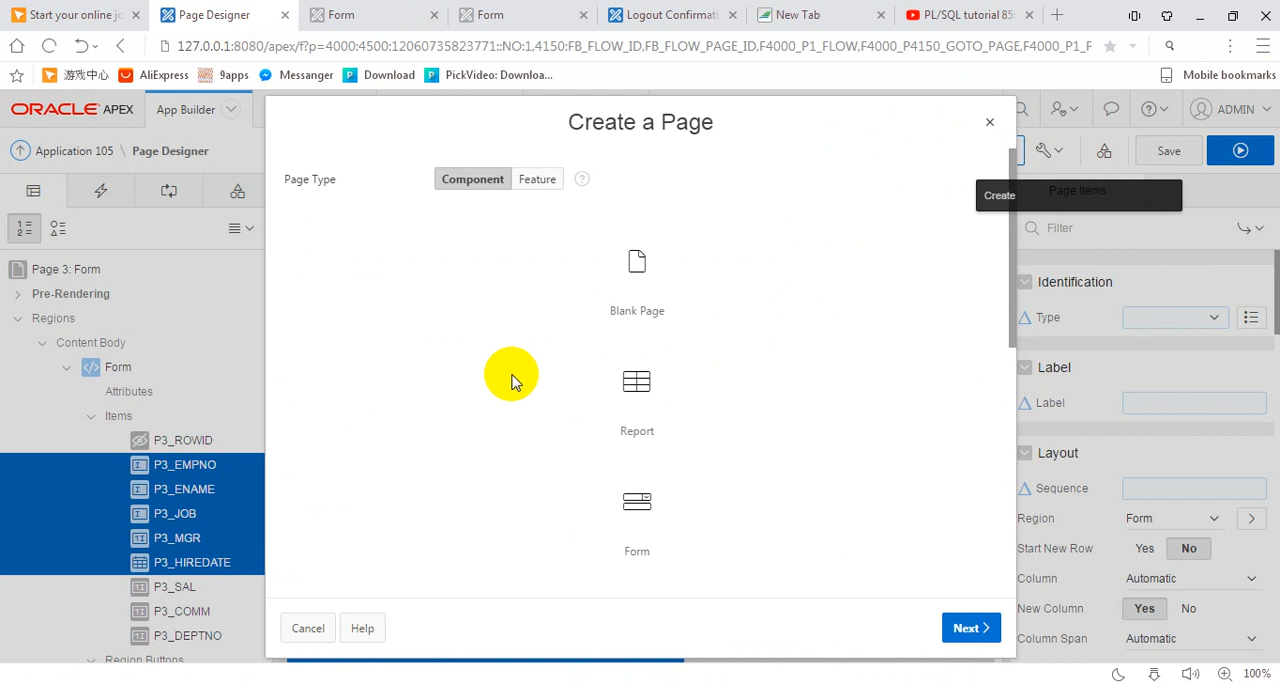 Start your online jo
Page Designer
Form
Form
Logout Confirmati
New Tab
PL/SQL tutorial 85:
127.0.0.1:8080/apex/f?p=4000:4500:12060735823771::NO:1,4150:FB_FLOW_ID,FB_FLOW_PAGE_ID,F4000_P1_FLOW,F4000_P4150_GOTO_PAGE,F4000_P1_F
游戏中心
AliExpress
9apps
Messanger
Download
PickVideo: Downloa...
Mobile bookmarks
ORACLE APEX
App Builder
ADMIN
Application 105 \ Page Designer
Save
Create a Page
Page Type
Component
Feature
Create
Page Items
Filter
Page 3: Form
Pre-Rendering
Regions
Content Body
Form
Attributes
Items
P3_ROWID
P3_EMPNO
P3_ENAME
P3_JOB
P3_MGR
P3_HIREDATE
P3_SAL
P3_COMM
P3_DEPTNO
Region Buttons
Blank Page
Report
Form
Cancel
Help
Next
Identification
Type
Label
Label
Layout
Sequence
Region
Form
Start New Row
Yes
No
Column
Automatic
New Column
Yes
No
Column Span
Automatic
100%